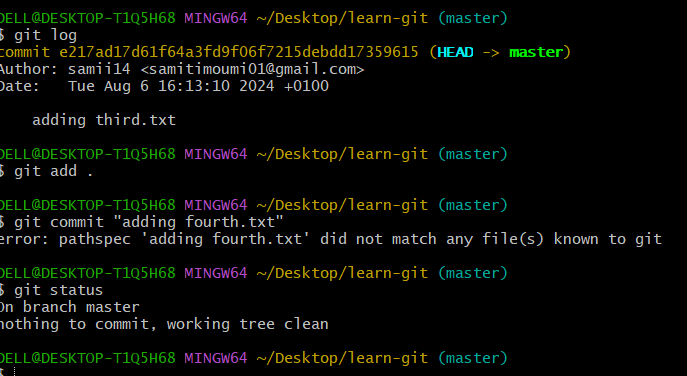 DELL@DESKTOP-T1Q5H68 MINGW64 ~/Desktop/learn-git (master)
$ git log
commit e217ad17d61f64a3fd9f06f7215debdd17359615 (HEAD -> master)
Author: samii14 <samitimoumi01@gmail.com>
Date:   Tue Aug 6 16:13:10 2024 +0100
    adding third.txt
DELL@DESKTOP-T1Q5H68 MINGW64 ~/Desktop/learn-git (master)
$ git add .
DELL@DESKTOP-T1Q5H68 MINGW64 ~/Desktop/learn-git (master)
$ git commit "adding fourth.txt"
error: pathspec 'adding fourth.txt' did not match any file(s) known to git
DELL@DESKTOP-T1Q5H68 MINGW64 ~/Desktop/learn-git (master)
$ git status
On branch master
nothing to commit, working tree clean
DELL@DESKTOP-T1Q5H68 MINGW64 ~/Desktop/learn-git (master)
$